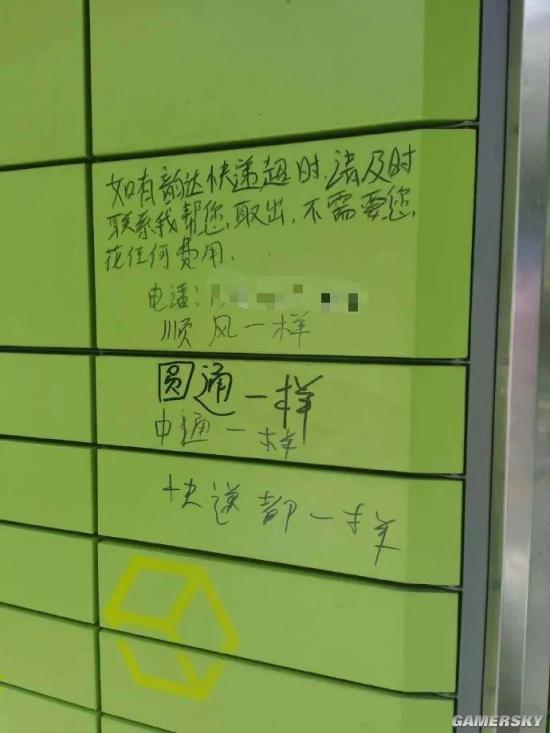 如有韵达快递超时.请及时
联系我帮您.取出.不需要您.
花任何费用.
电话:
顺风一样
圆通一样
中通一样
快递都一样
GAMERSKY